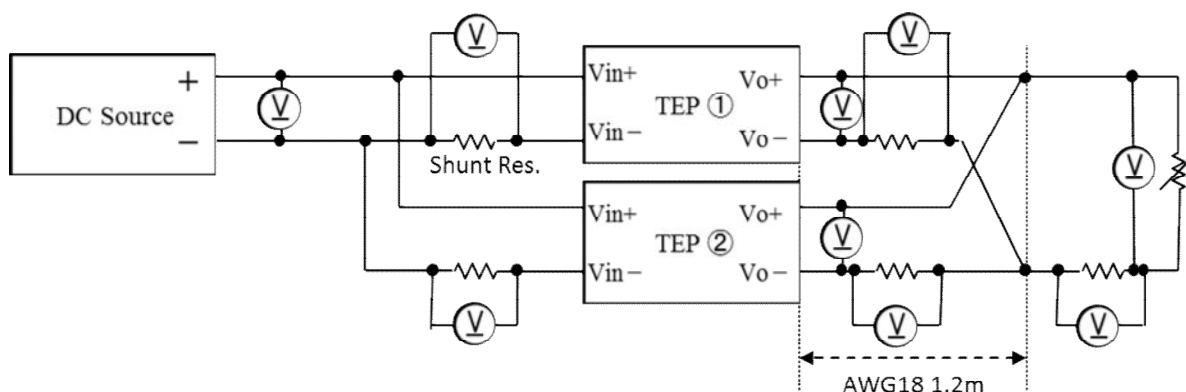 DC Source
+
−
V
V
Shunt Res.
Vin+
Vin−
TEP ①
Vo+
Vo−
V
V
V
Vin+
Vin−
TEP ②
Vo+
Vo−
V
V
V
V
AWG18 1.2m